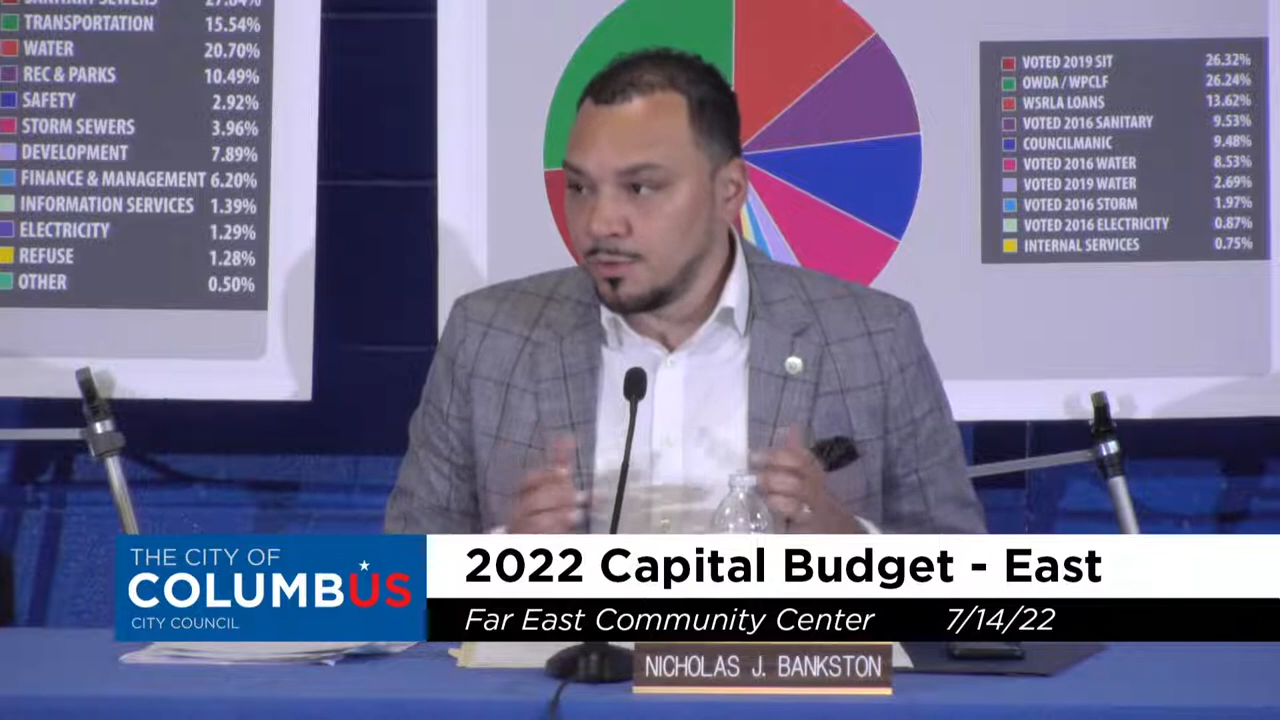 SANITARY SEWERS 27.84%
TRANSPORTATION 15.54%
WATER 20.70%
REC & PARKS 10.49%
SAFETY 2.92%
STORM SEWERS 3.96%
DEVELOPMENT 7.89%
FINANCE & MANAGEMENT 6.20%
INFORMATION SERVICES 1.39%
ELECTRICITY 1.29%
REFUSE 1.28%
OTHER 0.50%
VOTED 2019 SIT 26.32%
OWDA / WPCLF 26.24%
WSRLA LOANS 13.62%
VOTED 2016 SANITARY 9.53%
COUNCILMANIC 9.48%
VOTED 2016 WATER 8.53%
VOTED 2019 WATER 2.69%
VOTED 2016 STORM 1.97%
VOTED 2016 ELECTRICITY 0.87%
INTERNAL SERVICES 0.75%
THE CITY OF
COLUMBUS
CITY COUNCIL
2022 Capital Budget - East
Far East Community Center 7/14/22
NICHOLAS J. BANKSTON